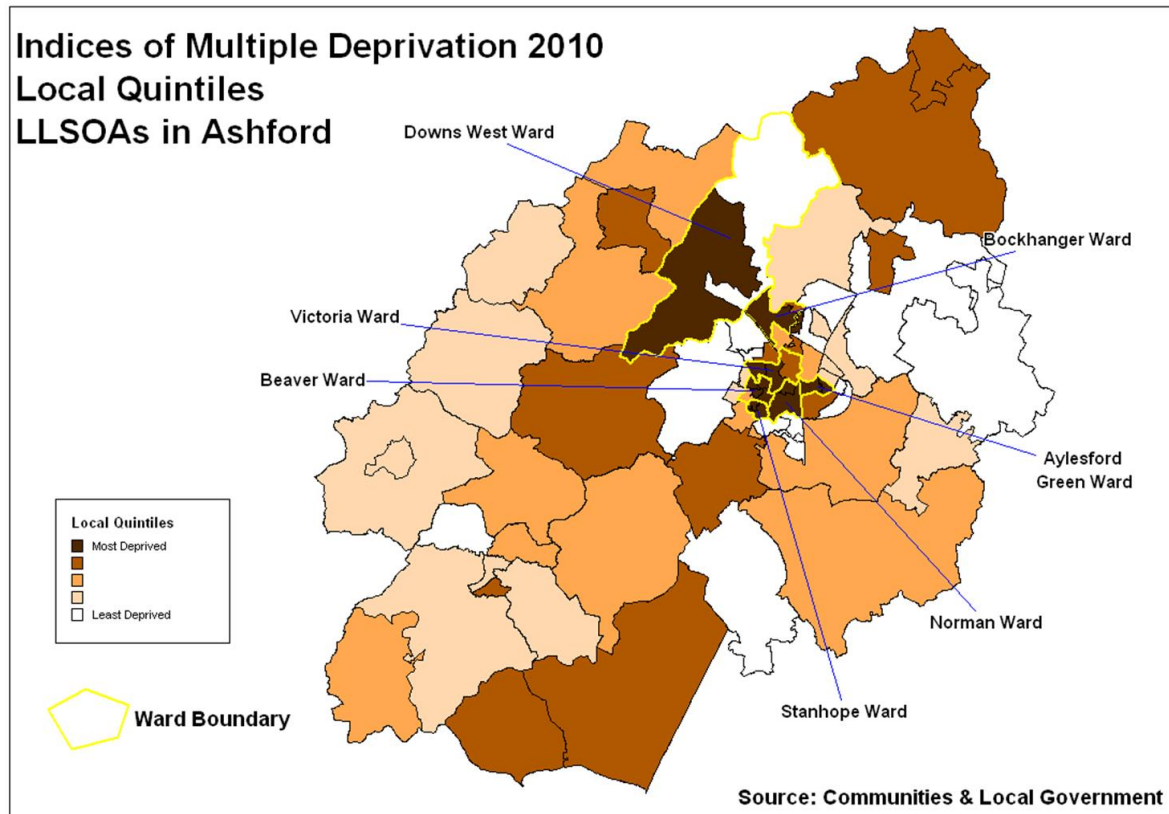 Indices of Multiple Deprivation 2010
Local Quintiles
LLSOAs in Ashford
Downs West Ward
Bockhanger Ward
Victoria Ward
Beaver Ward
Aylesford
Green Ward
Local Quintiles
Most Deprived
Least Deprived
Norman Ward
Stanhope Ward
Ward Boundary
Source: Communities & Local Government